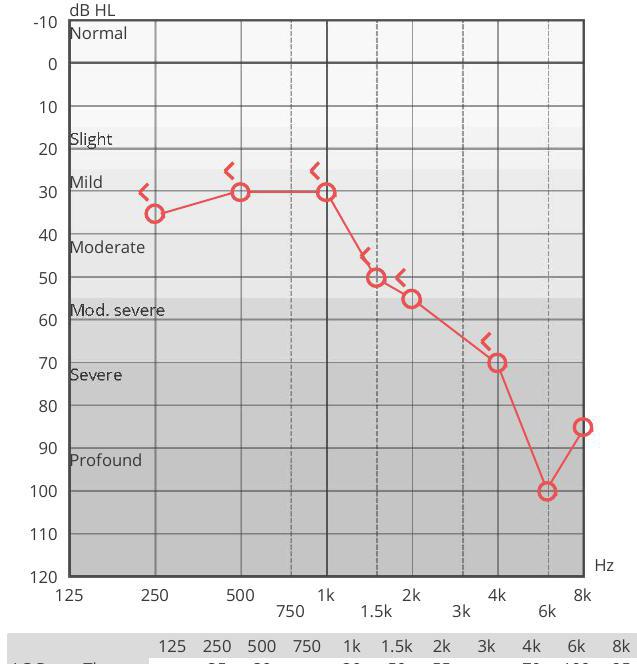 dB HL
-10
Normal
0
10
Slight
20
Mild
30
40
Moderate
50
Mod. severe
60
70
Severe
80
90
Profound
100
110
120
Hz
125 250 500 1k 2k 4k 8k
750 1.5k 3k 6k
125 250 500 750 1k 1.5k 2k 3k 4k 6k 8k